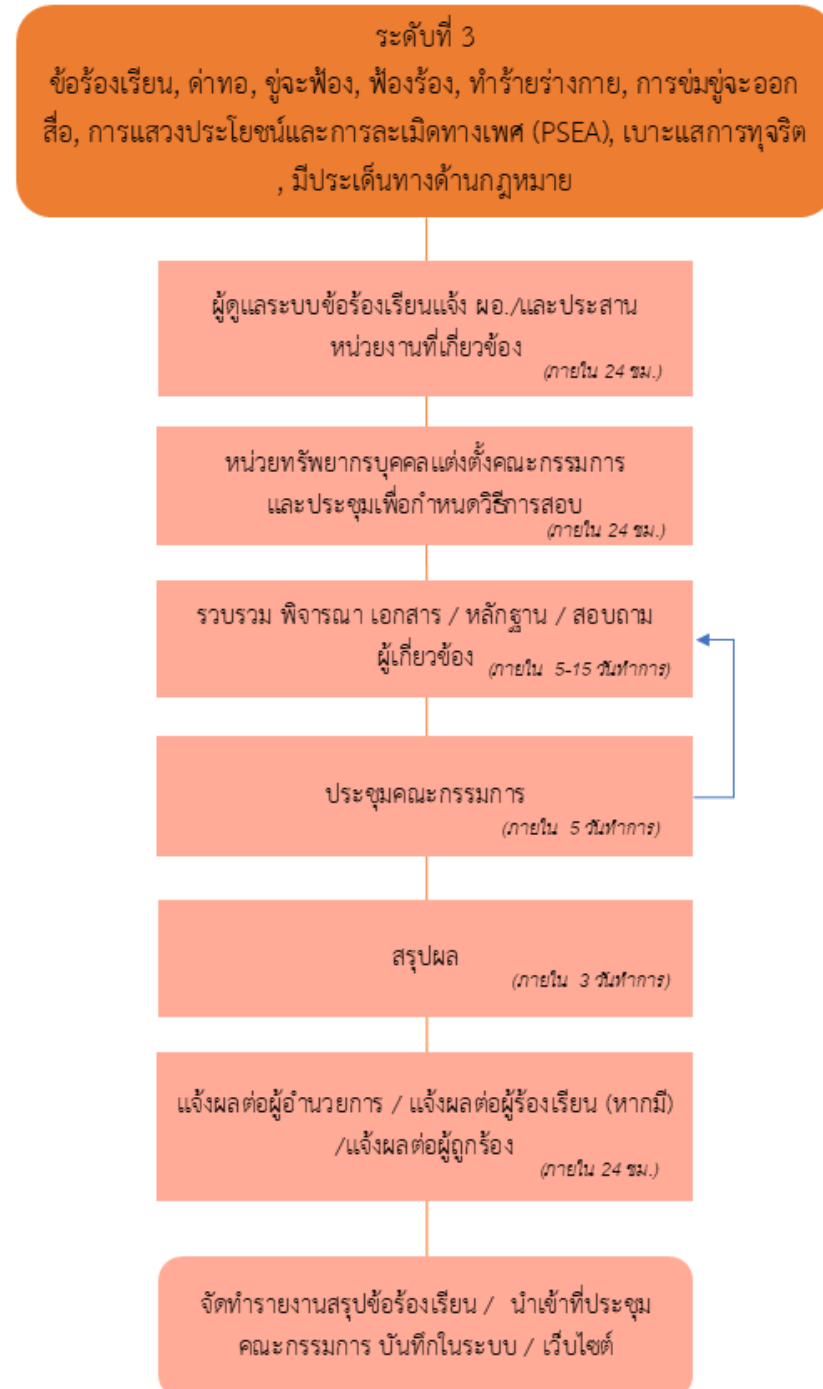 ระดับที่ 3
ข้อร้องเรียน, ด่าทอ, ขู่จะฟ้อง, ฟ้องร้อง, ทำร้ายร่างกาย, การข่มขู่จะออก
สื่อ, การแสวงประโยชน์และการละเมิดทางเพศ (PSEA), เบาะแสการทุจริต
, มีประเด็นทางด้านกฎหมาย
ผู้ดูแลระบบข้อร้องเรียนแจ้ง ผอ./และประสาน
หน่วยงานที่เกี่ยวข้อง
(ภายใน 24 ชม.)
หน่วยทรัพยากรบุคคลแต่งตั้งคณะกรรมการ
และประชุมเพื่อกำหนดวิธีการสอบ
(ภายใน 24 ชม.)
รวบรวม พิจารณา เอกสาร / หลักฐาน / สอบถาม
ผู้เกี่ยวข้อง (ภายใน 5-15 วันทำการ)
ประชุมคณะกรรมการ
(ภายใน 5 วันทำการ)
สรุปผล
(ภายใน 3 วันทำการ)
แจ้งผลต่อผู้อำนวยการ / แจ้งผลต่อผู้ร้องเรียน (หากมี)
/แจ้งผลต่อผู้ถูกร้อง
(ภายใน 24 ชม.)
จัดทำรายงานสรุปข้อร้องเรียน / นำเข้าที่ประชุม
คณะกรรมการ บันทึกในระบบ / เว็บไซต์